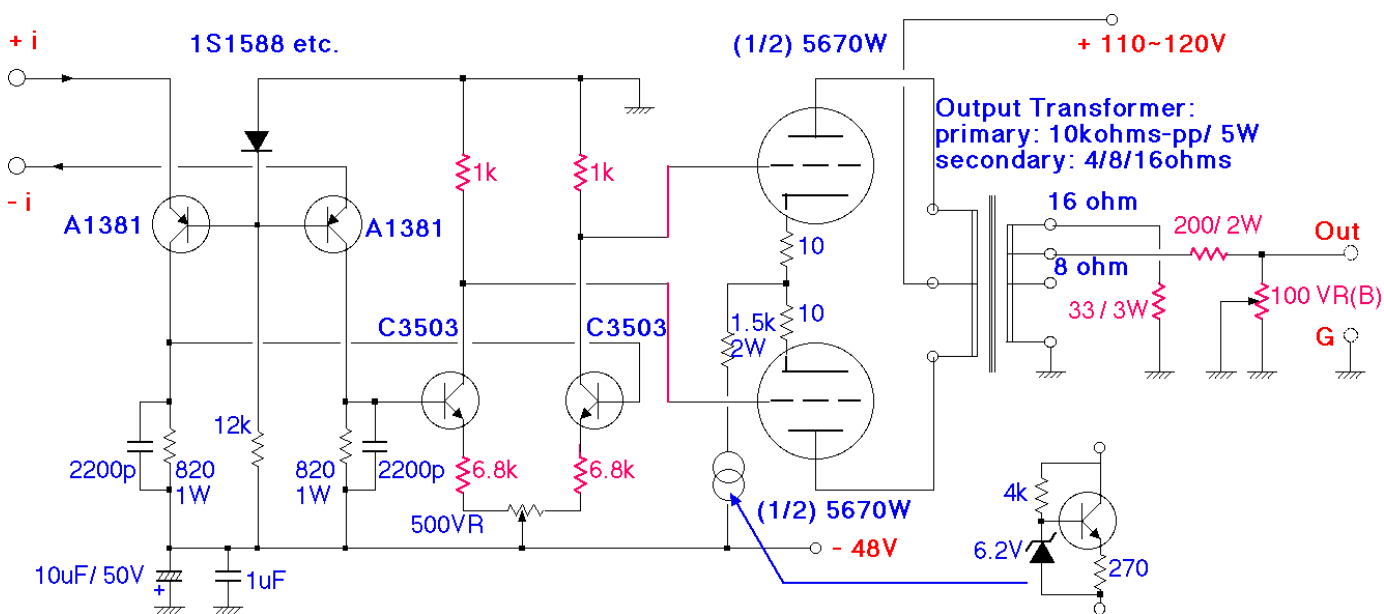 + i
1S1588 etc.
(1/2) 5670W
+ 110~120V
Output Transformer:
primary: 10kohms-pp/ 5W
secondary: 4/8/16ohms
1k
1k
- i
A1381
A1381
16 ohm
200/ 2W
Out
10
8 ohm
100 VR(B)
33 / 3W
C3503
C3503
1.5k
2W
10
G
12k
2200p
820
1W
820
1W
2200p
6.8k
6.8k
4k
500VR
(1/2) 5670W
6.2V
- 48V
270
10uF/ 50V
+
1uF